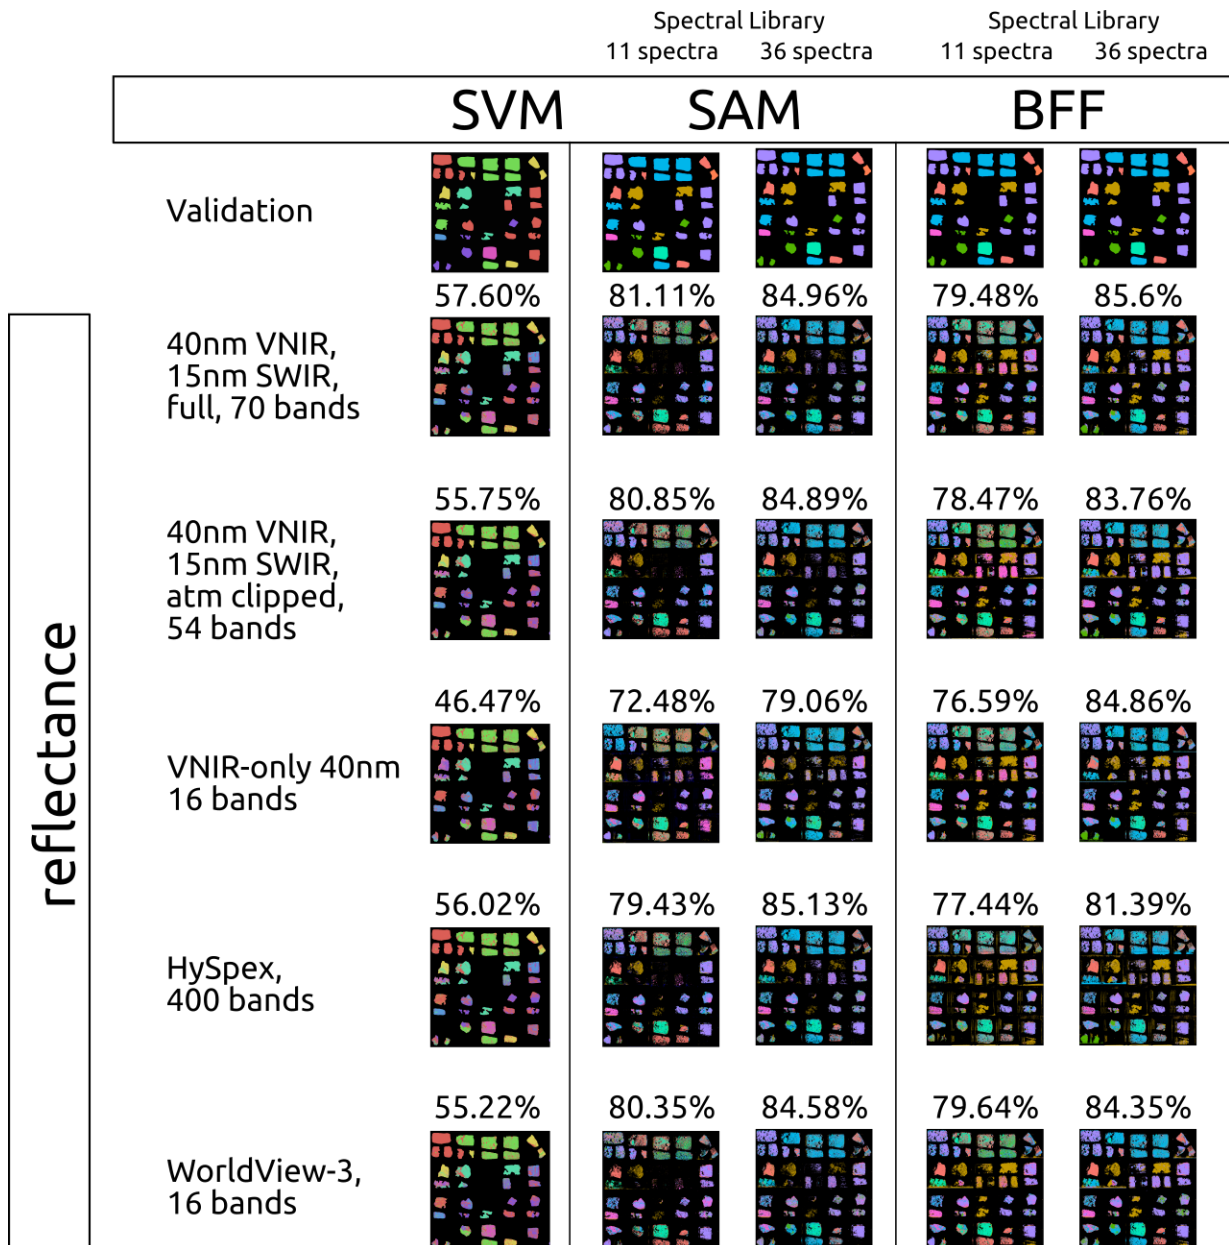 Spectral Library Spectral Library
11 spectra 36 spectra 11 spectra 36 spectra
SVM SAM BFF
Validation
57.60% 81.11% 84.96% 79.48% 85.6%
40nm VNIR,
15nm SWIR,
full, 70 bands
55.75% 80.85% 84.89% 78.47% 83.76%
40nm VNIR,
15nm SWIR,
atm clipped,
54 bands
46.47% 72.48% 79.06% 76.59% 84.86%
VNIR-only 40nm
16 bands
56.02% 79.43% 85.13% 77.44% 81.39%
HySpex,
400 bands
55.22% 80.35% 84.58% 79.64% 84.35%
WorldView-3,
16 bands
reflectance